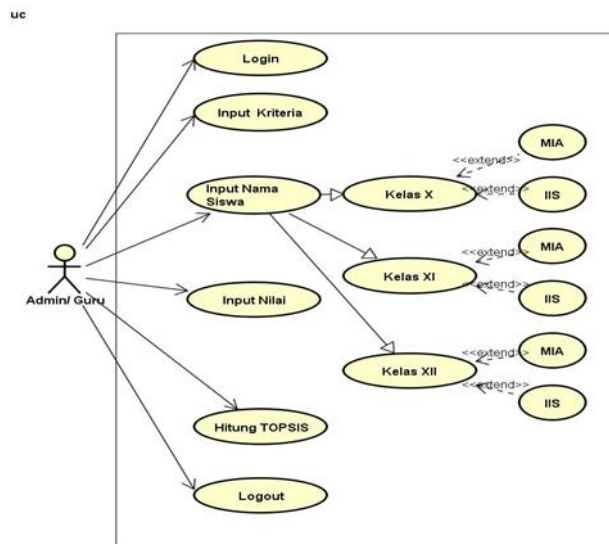 uc
Login
Input Kriteria
MIA
<<extend>>
Input Nama
Siswa
Kelas X
<<extend>>
IIS
MIA
<<extend>>
Kelas XI
<<extend>>
IIS
Admin/ Guru
Input Nilai
MIA
<<extend>>
Kelas XII
<<extend>>
IIS
Hitung TOPSIS
Logout